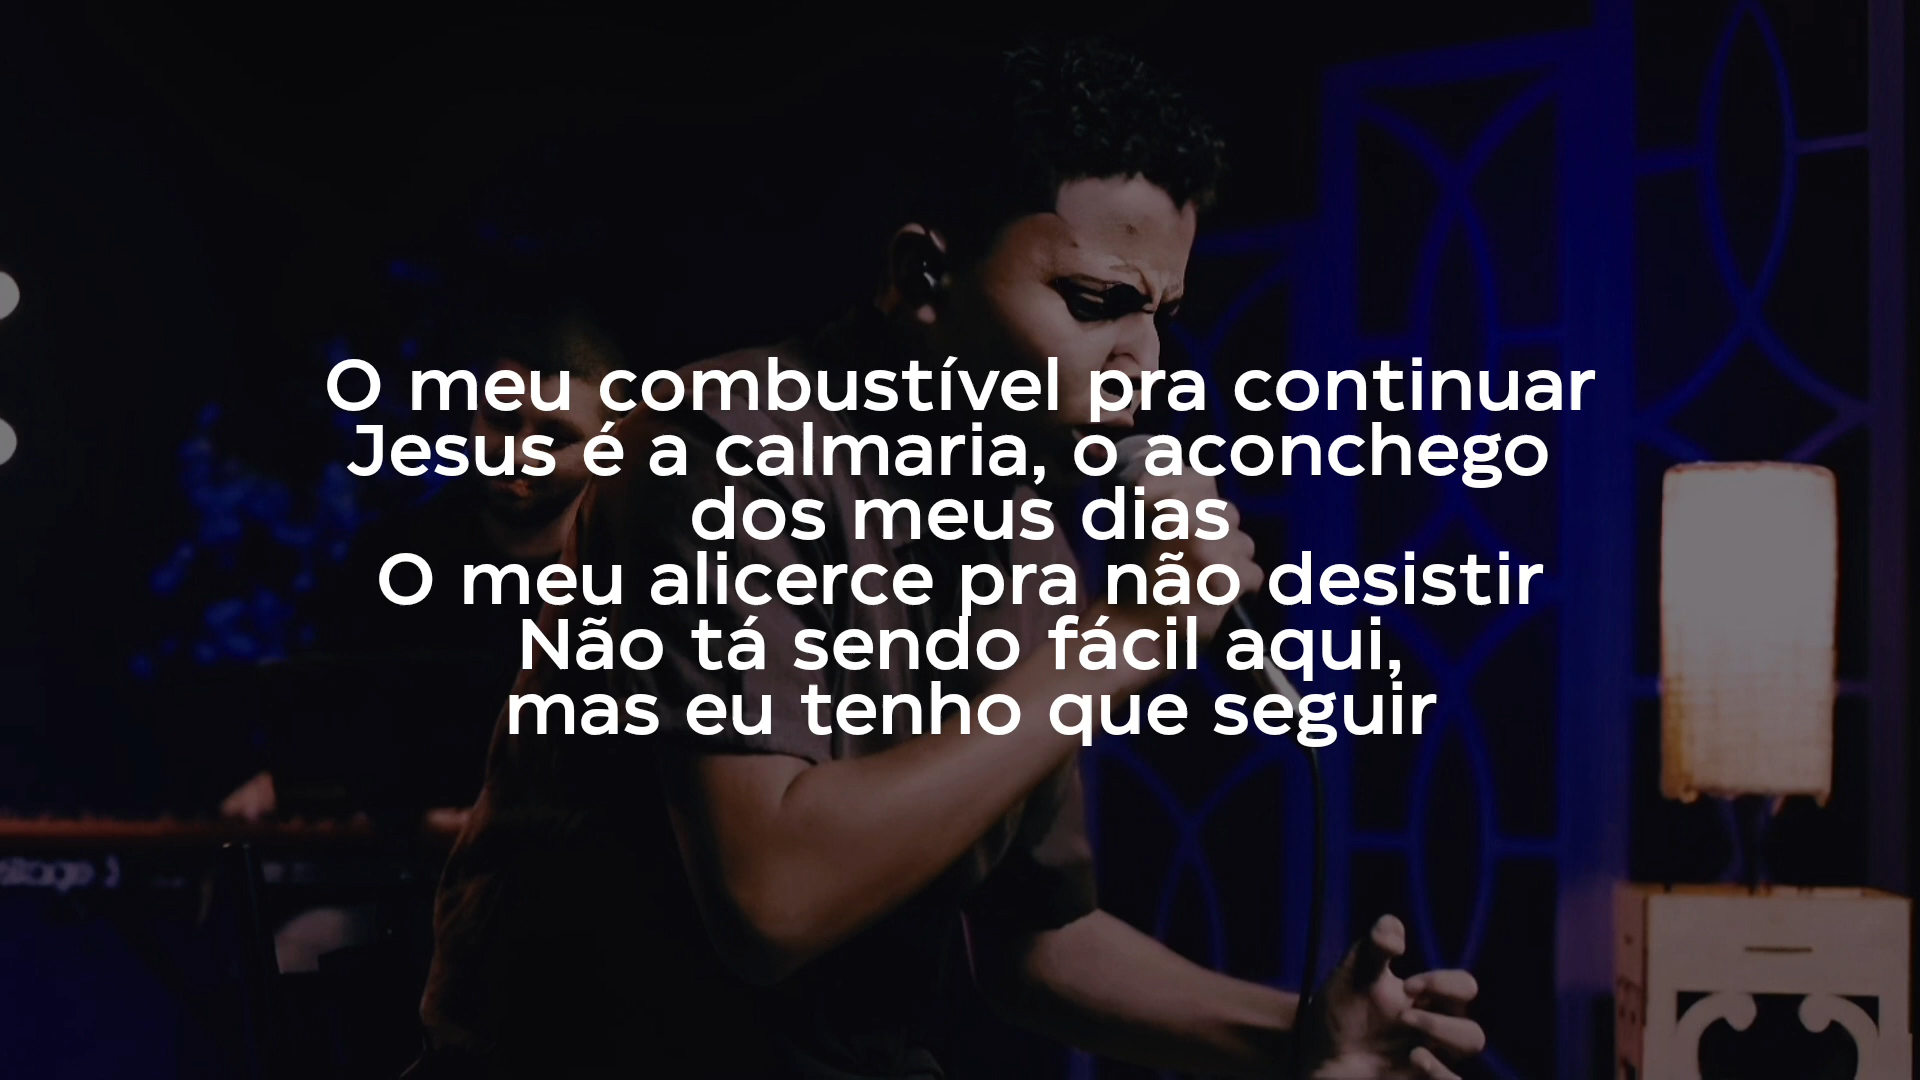 O meu combustível pra continuar
Jesus é a calmaria, o aconchego
dos meus dias
O meu alicerce pra não desistir
Não tá sendo fácil aqui,
mas eu tenho que seguir